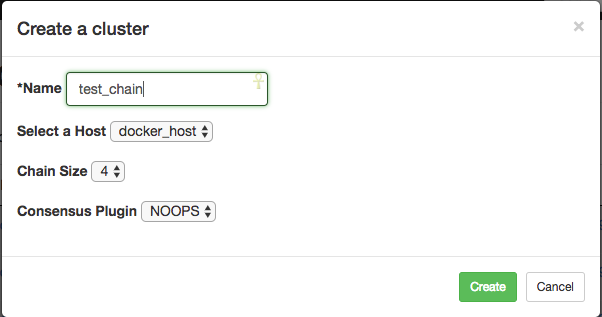 Create a cluster ×
*Name test_chain
Select a Host docker_host
Chain Size 4
Consensus Plugin NOOPS
Create Cancel